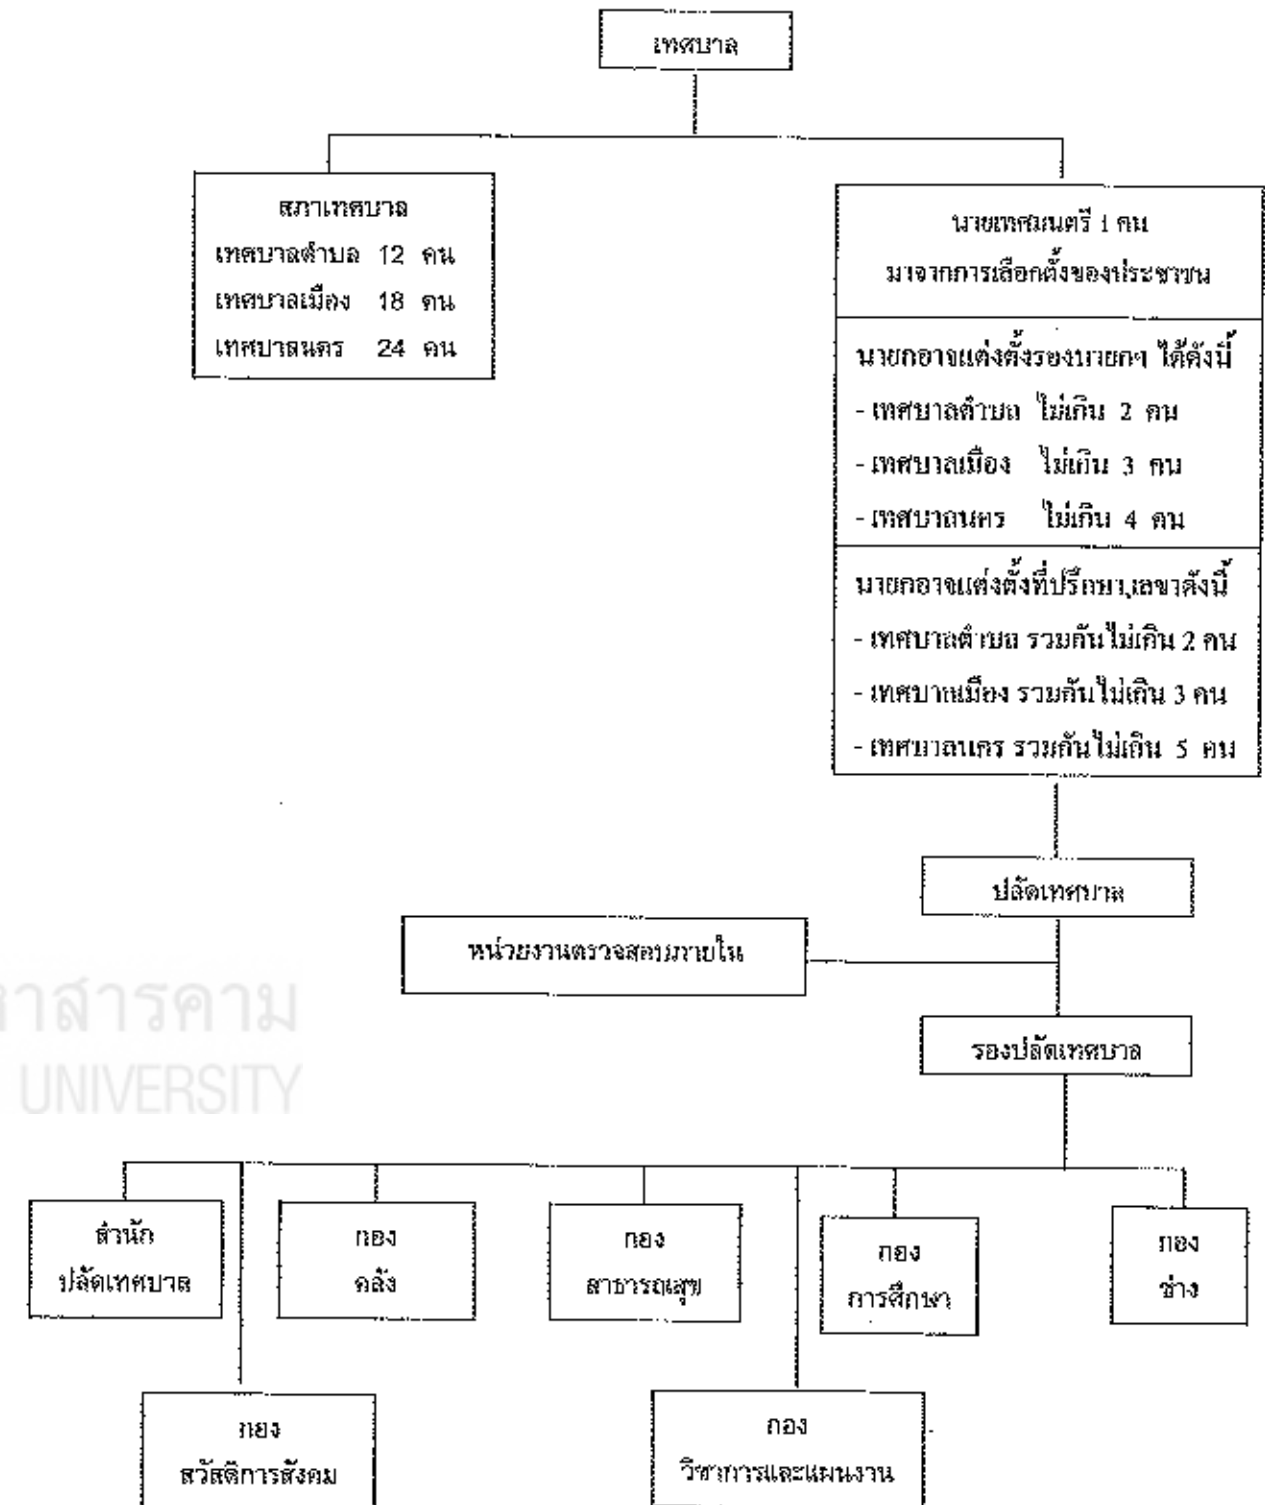 เทศบาล
สภาเทศบาล
เทศบาลตำบล 12 คน
เทศบาลเมือง 18 คน
เทศบาลนคร 24 คน
นายเทศมนตรี 1 คน
มาจากการเลือกตั้งของประชาชน
นายกอาจแต่งตั้งรองนายกฯ ได้ดังนี้
- เทศบาลตำบล ไม่เกิน 2 คน
- เทศบาลเมือง ไม่เกิน 3 คน
- เทศบาลนคร ไม่เกิน 4 คน
นายกอาจแต่งตั้งที่ปรึกษา,เลขาดังนี้
- เทศบาลตำบล รวมกันไม่เกิน 2 คน
- เทศบาลเมือง รวมกันไม่เกิน 3 คน
- เทศบาลนคร รวมกันไม่เกิน 5 คน
ปลัดเทศบาล
หน่วยงานตรวจสอบภายใน
รองปลัดเทศบาล
หาสารคาม
UNIVERSITY
สำนัก
ปลัดเทศบาล
กอง
คลัง
กอง
สาธารณสุข
กอง
การศึกษา
กอง
ช่าง
กอง
สวัสดิการสังคม
กอง
วิชาการและแผนงาน